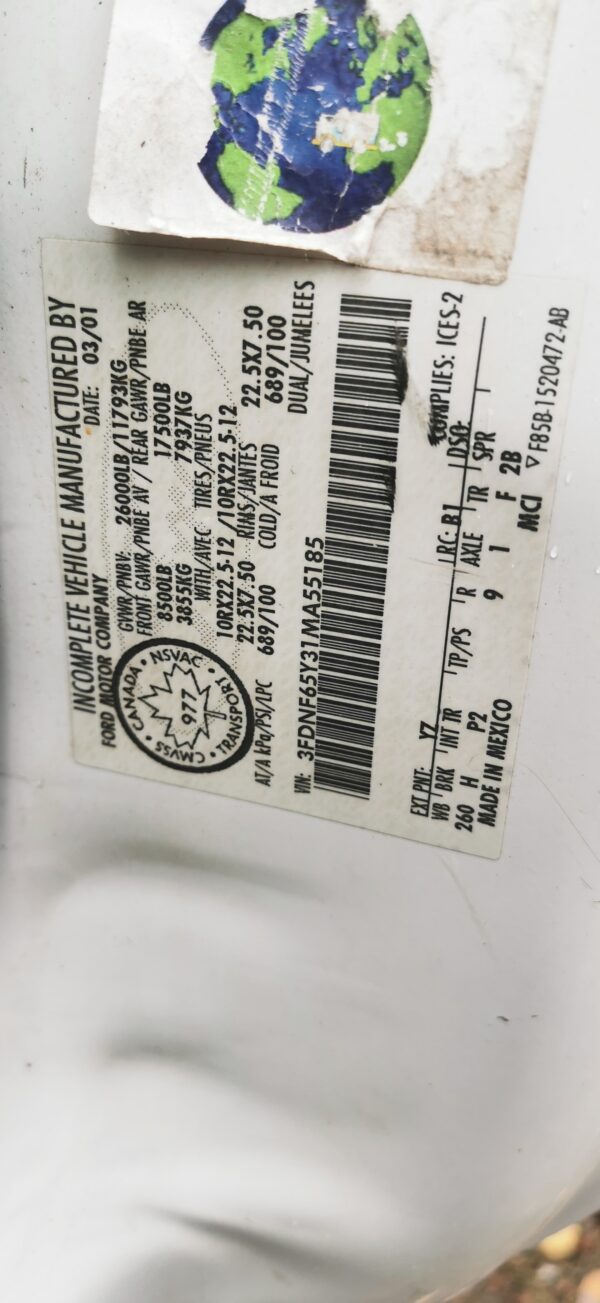 INCOMPLETE VEHICLE MANUFACTURED BY
FORD MOTOR COMPANY DATE: 03/01
GVWR/PNBV: 26000LB/11793KG
FRONT GAWR/PNBE AV / REAR GAWR/PNBE AR
8500LB 17500LB
3855KG 7937KG
WITH/AVEC TIRES/PNEUS
10RX22.5-12 /10RX22.5-12
22.5X7.50 RIMS/JANTES 22.5X7.50
AT/A kPa/PSI/LPC 689/100 COLD/A FROID 689/100
DUAL/JUMELEES
CANADA • NSVAC • TRANSPORT • CMVSS •
977
VIN: 3FDNF65Y31MA55185
COMPLIES: ICES-2
EXT PNT: YZ RC: B1 DSO:
WB BRK INT TR TP/PS R AXLE TR SPR
260 H P2 9 1 F 2B
MADE IN MEXICO MCI
▽ F85B-1520472-AB